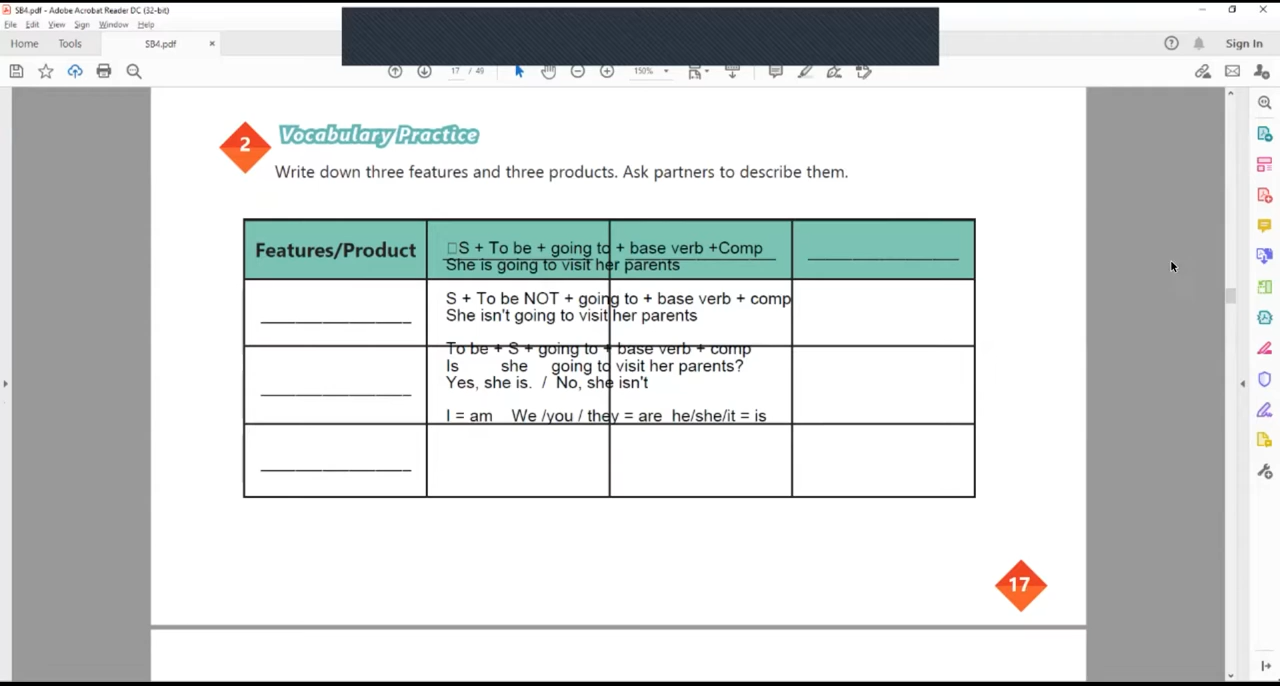 SB4.pdf - Adobe Acrobat Reader DC (32-bit)
File Edit View Sign Window Help
Home Tools SB4.pdf × Sign In
17 / 49 150%
2 Vocabulary Practice
Write down three features and three products. Ask partners to describe them.
Features/Product
S + To be + going to + base verb +Comp
She is going to visit her parents
S + To be NOT + going to + base verb + comp
She isn't going to visit her parents
To be + S + going to + base verb + comp
Is she going to visit her parents?
Yes, she is. / No, she isn't
I = am We /you / they = are he/she/it = is
17